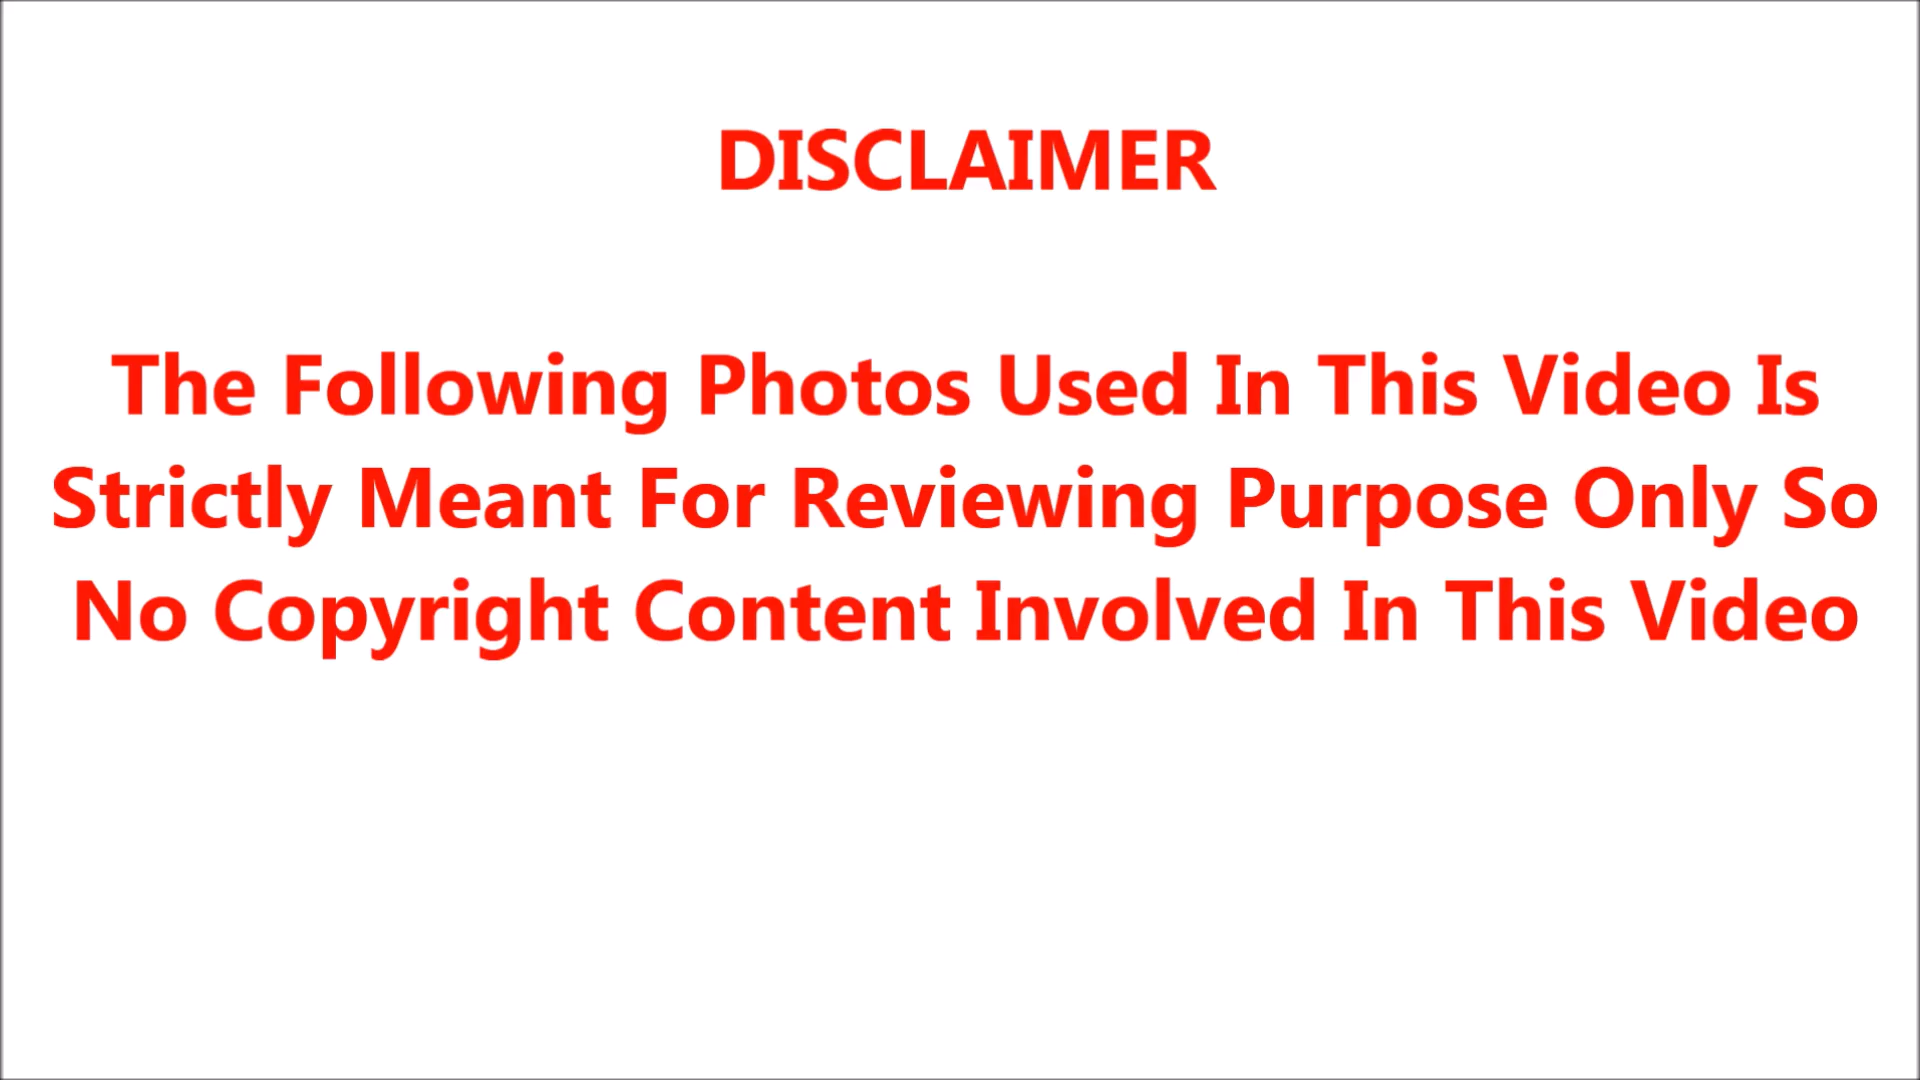 DISCLAIMER
The Following Photos Used In This Video Is
Strictly Meant For Reviewing Purpose Only So
No Copyright Content Involved In This Video